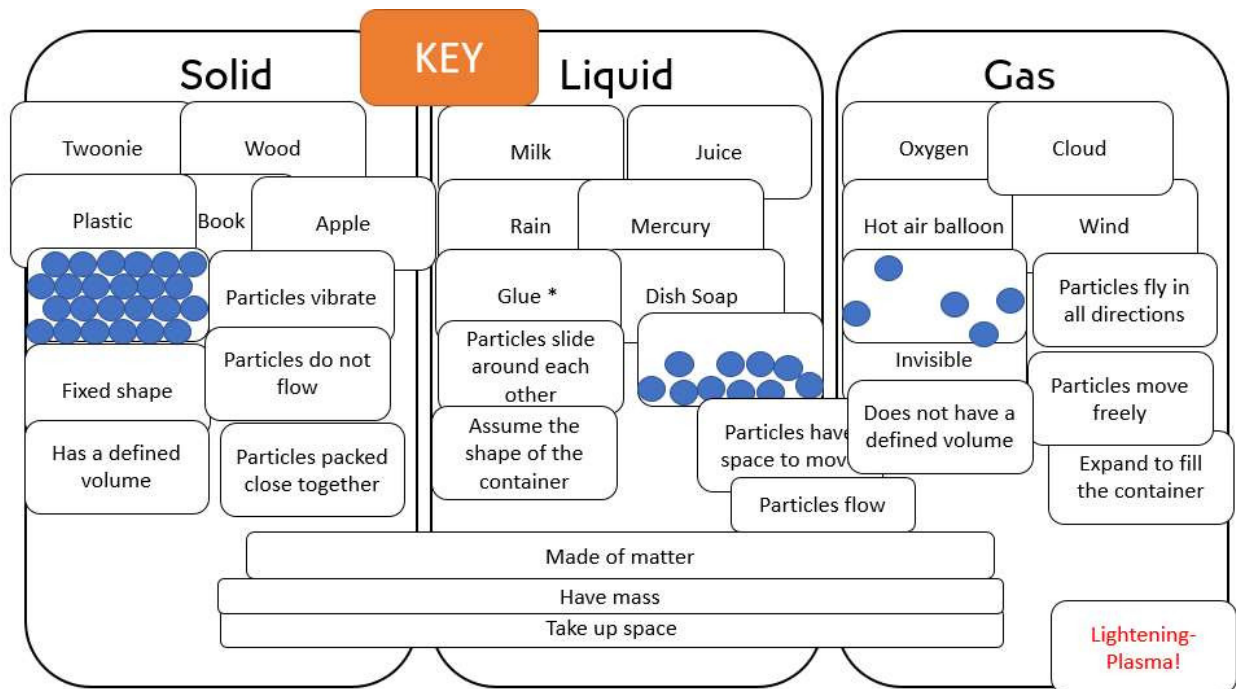 KEY
Solid
Twoonie
Wood
Plastic
Book
Apple
Particles vibrate
Fixed shape
Particles do not
flow
Has a defined
volume
Particles packed
close together
Liquid
Milk
Juice
Rain
Mercury
Glue *
Dish Soap
Particles slide
around each
other
Assume the
shape of the
container
Particles have
space to move
Particles flow
Gas
Oxygen
Cloud
Hot air balloon
Wind
Particles fly in
all directions
Invisible
Particles move
freely
Does not have a
defined volume
Expand to fill
the container
Made of matter
Have mass
Take up space
Lightening-
Plasma!